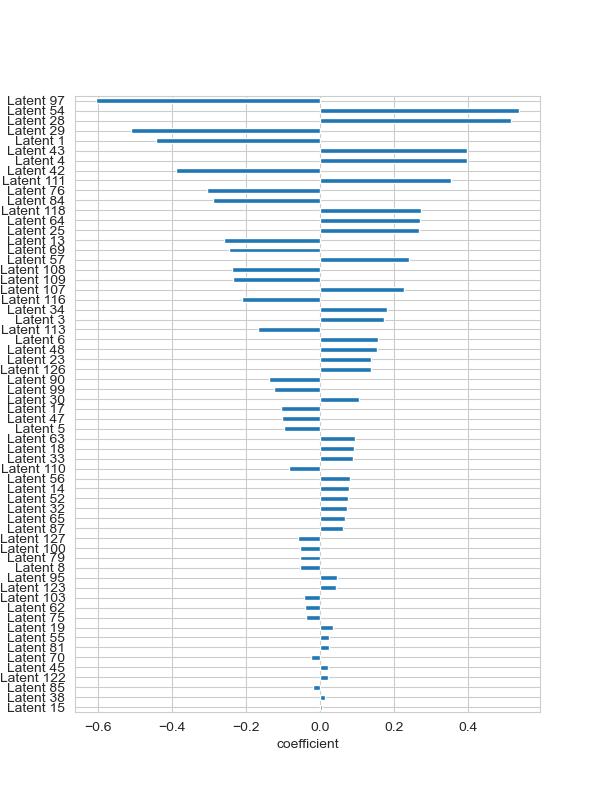 Latent 97
Latent 54
Latent 28
Latent 29
Latent 1
Latent 43
Latent 4
Latent 42
Latent 111
Latent 76
Latent 84
Latent 118
Latent 64
Latent 25
Latent 13
Latent 69
Latent 57
Latent 108
Latent 109
Latent 107
Latent 116
Latent 34
Latent 3
Latent 113
Latent 6
Latent 48
Latent 23
Latent 126
Latent 90
Latent 99
Latent 30
Latent 17
Latent 47
Latent 5
Latent 63
Latent 18
Latent 33
Latent 110
Latent 56
Latent 14
Latent 52
Latent 32
Latent 65
Latent 87
Latent 127
Latent 100
Latent 79
Latent 8
Latent 95
Latent 123
Latent 103
Latent 62
Latent 75
Latent 19
Latent 55
Latent 81
Latent 70
Latent 45
Latent 122
Latent 85
Latent 38
Latent 15
−0.6 −0.4 −0.2 0.0 0.2 0.4
coefficient